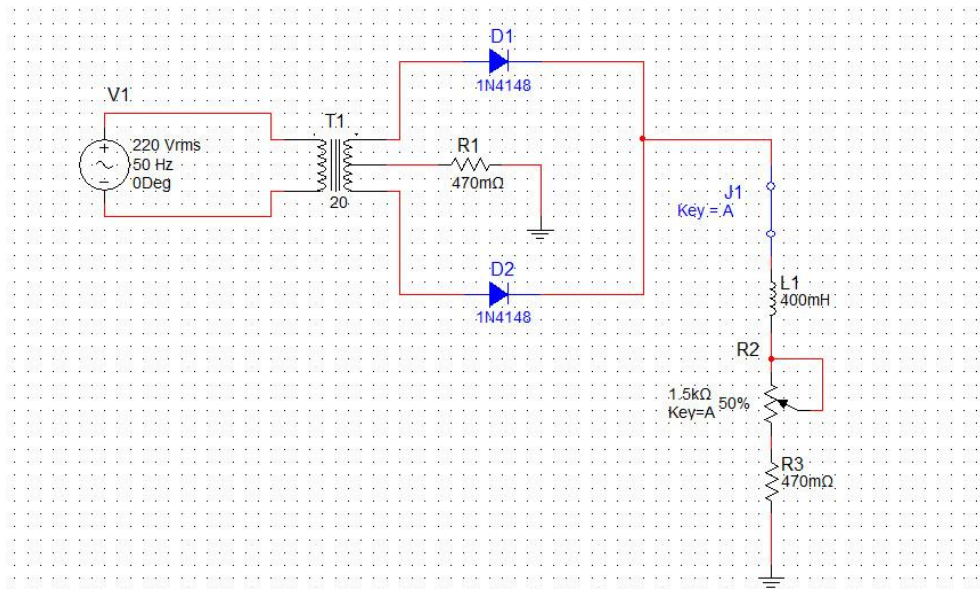 D1
1N4148
V1
220 Vrms
50 Hz
0Deg
T1
20
R1
470mΩ
J1
Key = A
D2
1N4148
L1
400mH
R2
1.5kΩ
Key=A
50%
R3
470mΩ